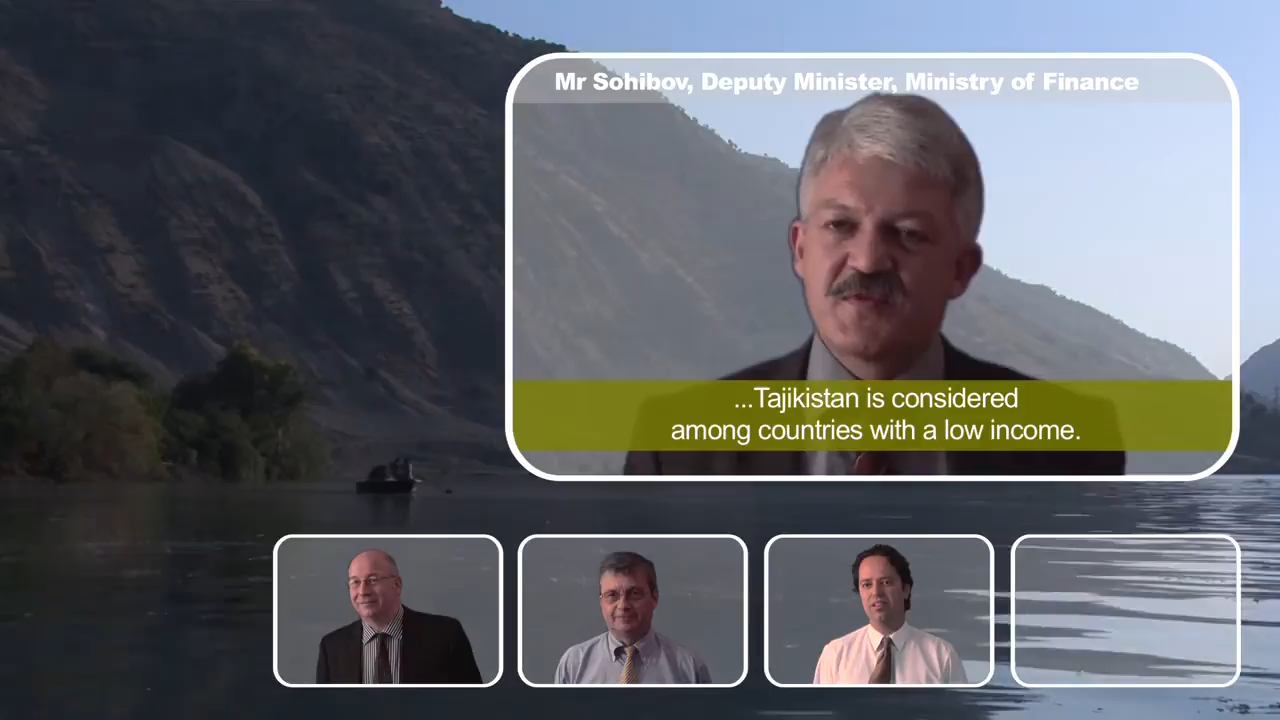 Mr Sohibov, Deputy Minister, Ministry of Finance
...Tajikistan is considered
among countries with a low income.